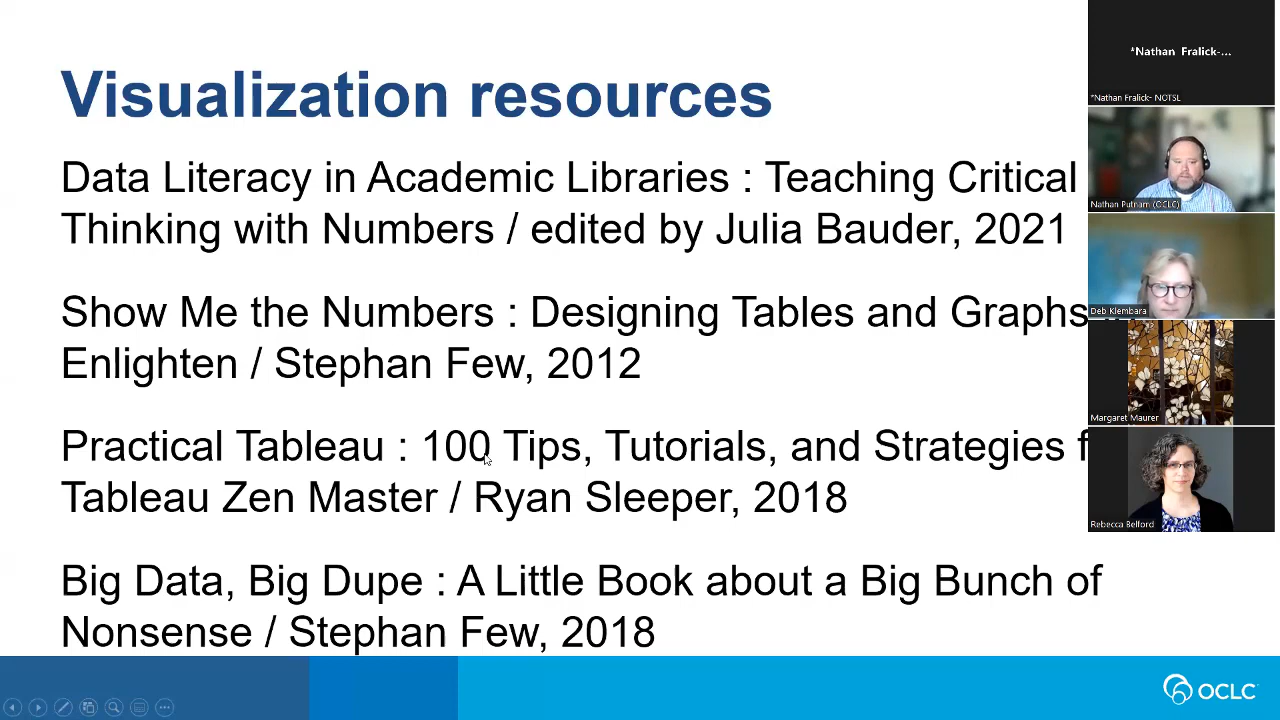 Visualization resources
Data Literacy in Academic Libraries : Teaching Critical
Thinking with Numbers / edited by Julia Bauder, 2021
Show Me the Numbers : Designing Tables and Graphs
Enlighten / Stephan Few, 2012
Practical Tableau : 100 Tips, Tutorials, and Strategies f
Tableau Zen Master / Ryan Sleeper, 2018
Big Data, Big Dupe : A Little Book about a Big Bunch of
Nonsense / Stephan Few, 2018
OCLC
*Nathan Fralick-...
*Nathan Fralick- NOTSL
Nathan Putnam (OCLC)
Deb Klembara
Margaret Maurer
Rebecca Belford